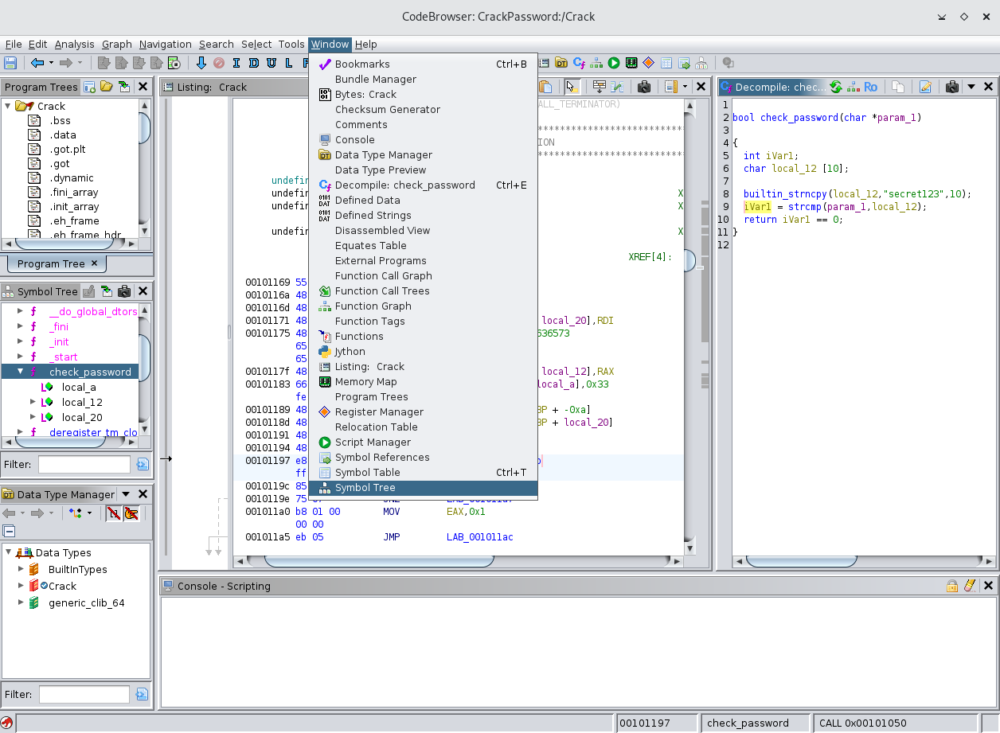 CodeBrowser: CrackPassword:/Crack
File Edit Analysis Graph Navigation Search Select Tools Window Help
I D U L F
Program Trees
Crack
.bss
.data
.got.plt
.got
.dynamic
.fini_array
.init_array
.eh_frame
.eh_frame_hdr
Program Tree
Symbol Tree
__do_global_dtors
_fini
_init
_start
check_password
local_a
local_12
local_20
deregister_tm_clo
Filter:
Data Type Manager
Data Types
BuiltInTypes
Crack
generic_clib_64
Filter:
Listing: Crack
Bookmarks Ctrl+B
Bundle Manager
Bytes: Crack
Checksum Generator
Comments
Console
Data Type Manager
Data Type Preview
Decompile: check_password Ctrl+E
Defined Data
Defined Strings
Disassembled View
Equates Table
External Programs
Function Call Graph
Function Call Trees
Function Graph
Function Tags
Functions
Jython
Listing: Crack
Memory Map
Program Trees
Register Manager
Relocation Table
Script Manager
Symbol References
Symbol Table Ctrl+T
Symbol Tree
ALL_TERMINATOR)
ION
undefin
undefin X
undefin X
undefin X
XREF[4]:
00101169 55
0010116a 48
0010116d 48
00101171 48 local_20],RDI
00101175 48 636573
65
65
0010117f 48 local_12],RAX
00101183 66 local_a],0x33
fe
00101189 48 BP + -0xa]
0010118d 48 BP + local_20]
00101191 48
00101194 48
00101197 e8
ff
0010119c 85
0010119e 75
001011a0 b8 01 00 MOV EAX,0x1
00 00
001011a5 eb 05 JMP LAB_001011ac
Decompile: chec...
Ro
1
2 bool check_password(char *param_1)
3
4 {
5 int iVar1;
6 char local_12 [10];
7
8 builtin_strncpy(local_12,"secret123",10);
9 iVar1 = strcmp(param_1,local_12);
10 return iVar1 == 0;
11 }
12
Console - Scripting
00101197 check_password CALL 0x00101050